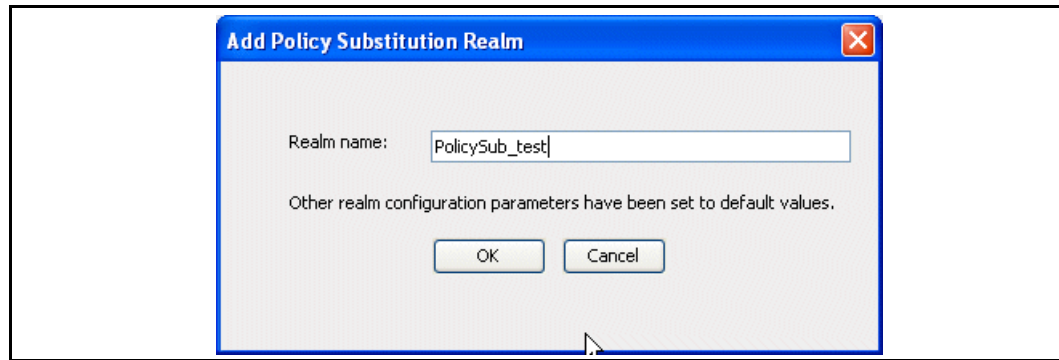 Add Policy Substitution Realm
Realm name: PolicySub_test
Other realm configuration parameters have been set to default values.
OK Cancel